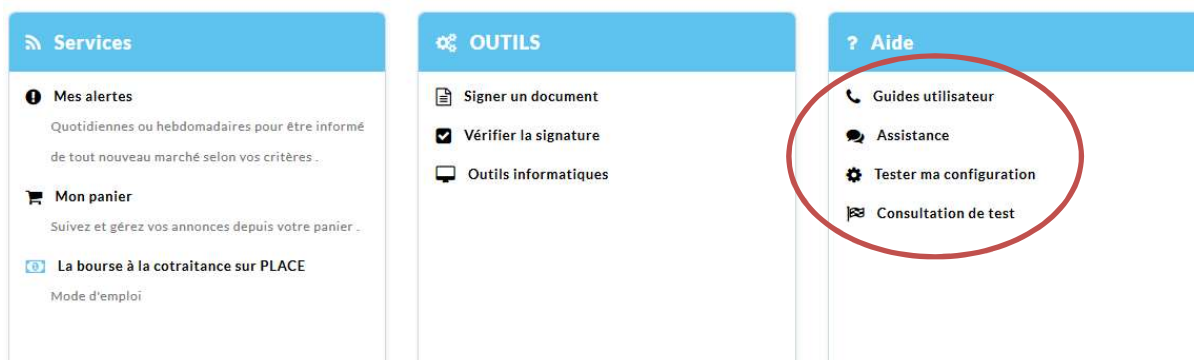 Services
Mes alertes
Quotidiennes ou hebdomadaires pour être informé
de tout nouveau marché selon vos critères .
Mon panier
Suivez et gérez vos annonces depuis votre panier .
La bourse à la cotraitance sur PLACE
Mode d'emploi
OUTILS
Signer un document
Vérifier la signature
Outils informatiques
? Aide
Guides utilisateur
Assistance
Tester ma configuration
Consultation de test